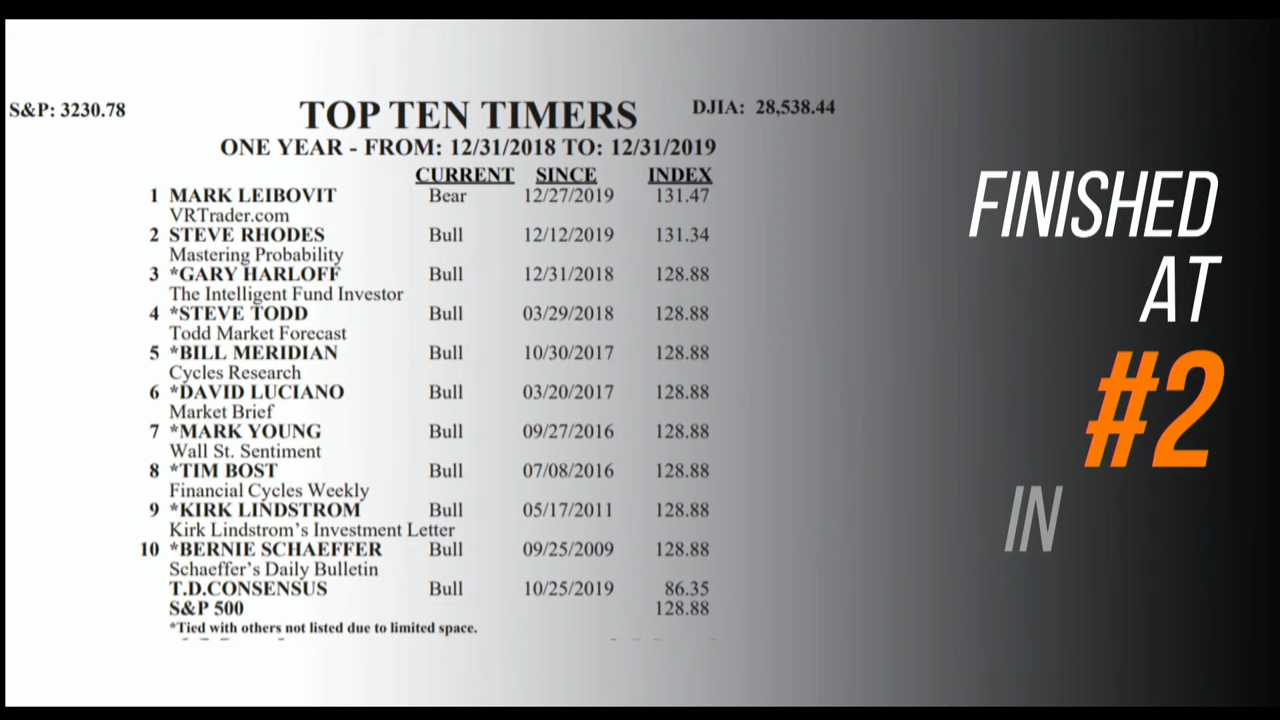 S&P: 3230.78
TOP TEN TIMERS
DJIA: 28,538.44
ONE YEAR - FROM: 12/31/2018 TO: 12/31/2019
CURRENT SINCE INDEX
1 MARK LEIBOVIT Bear 12/27/2019 131.47
VRTrader.com
2 STEVE RHODES Bull 12/12/2019 131.34
Mastering Probability
3 *GARY HARLOFF Bull 12/31/2018 128.88
The Intelligent Fund Investor
4 *STEVE TODD Bull 03/29/2018 128.88
Todd Market Forecast
5 *BILL MERIDIAN Bull 10/30/2017 128.88
Cycles Research
6 *DAVID LUCIANO Bull 03/20/2017 128.88
Market Brief
7 *MARK YOUNG Bull 09/27/2016 128.88
Wall St. Sentiment
8 *TIM BOST Bull 07/08/2016 128.88
Financial Cycles Weekly
9 *KIRK LINDSTROM Bull 05/17/2011 128.88
Kirk Lindstrom's Investment Letter
10 *BERNIE SCHAEFFER Bull 09/25/2009 128.88
Schaeffer's Daily Bulletin
T.D.CONSENSUS Bull 10/25/2019 86.35
S&P 500 128.88
*Tied with others not listed due to limited space.
FINISHED
AT
#2
IN